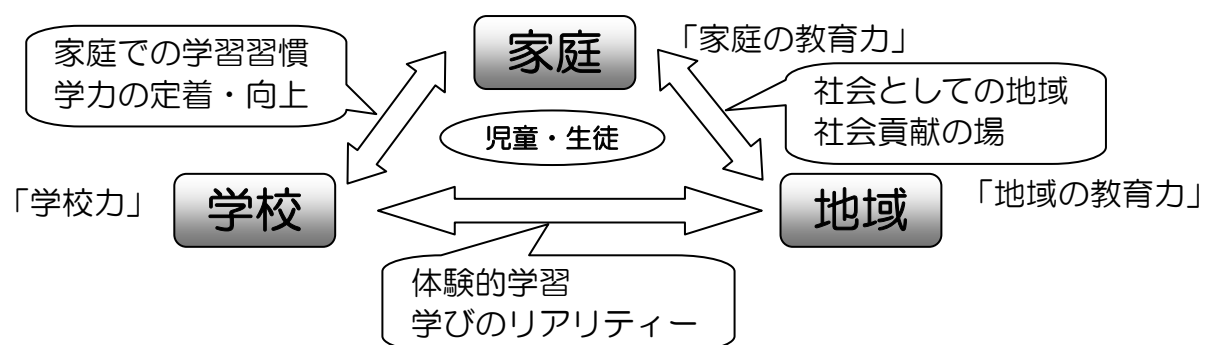 家庭での学習習慣
学力の定着・向上
家庭
「家庭の教育力」
社会としての地域
社会貢献の場
児童・生徒
「学校力」
学校
地域
「地域の教育力」
体験的学習
学びのリアリティー